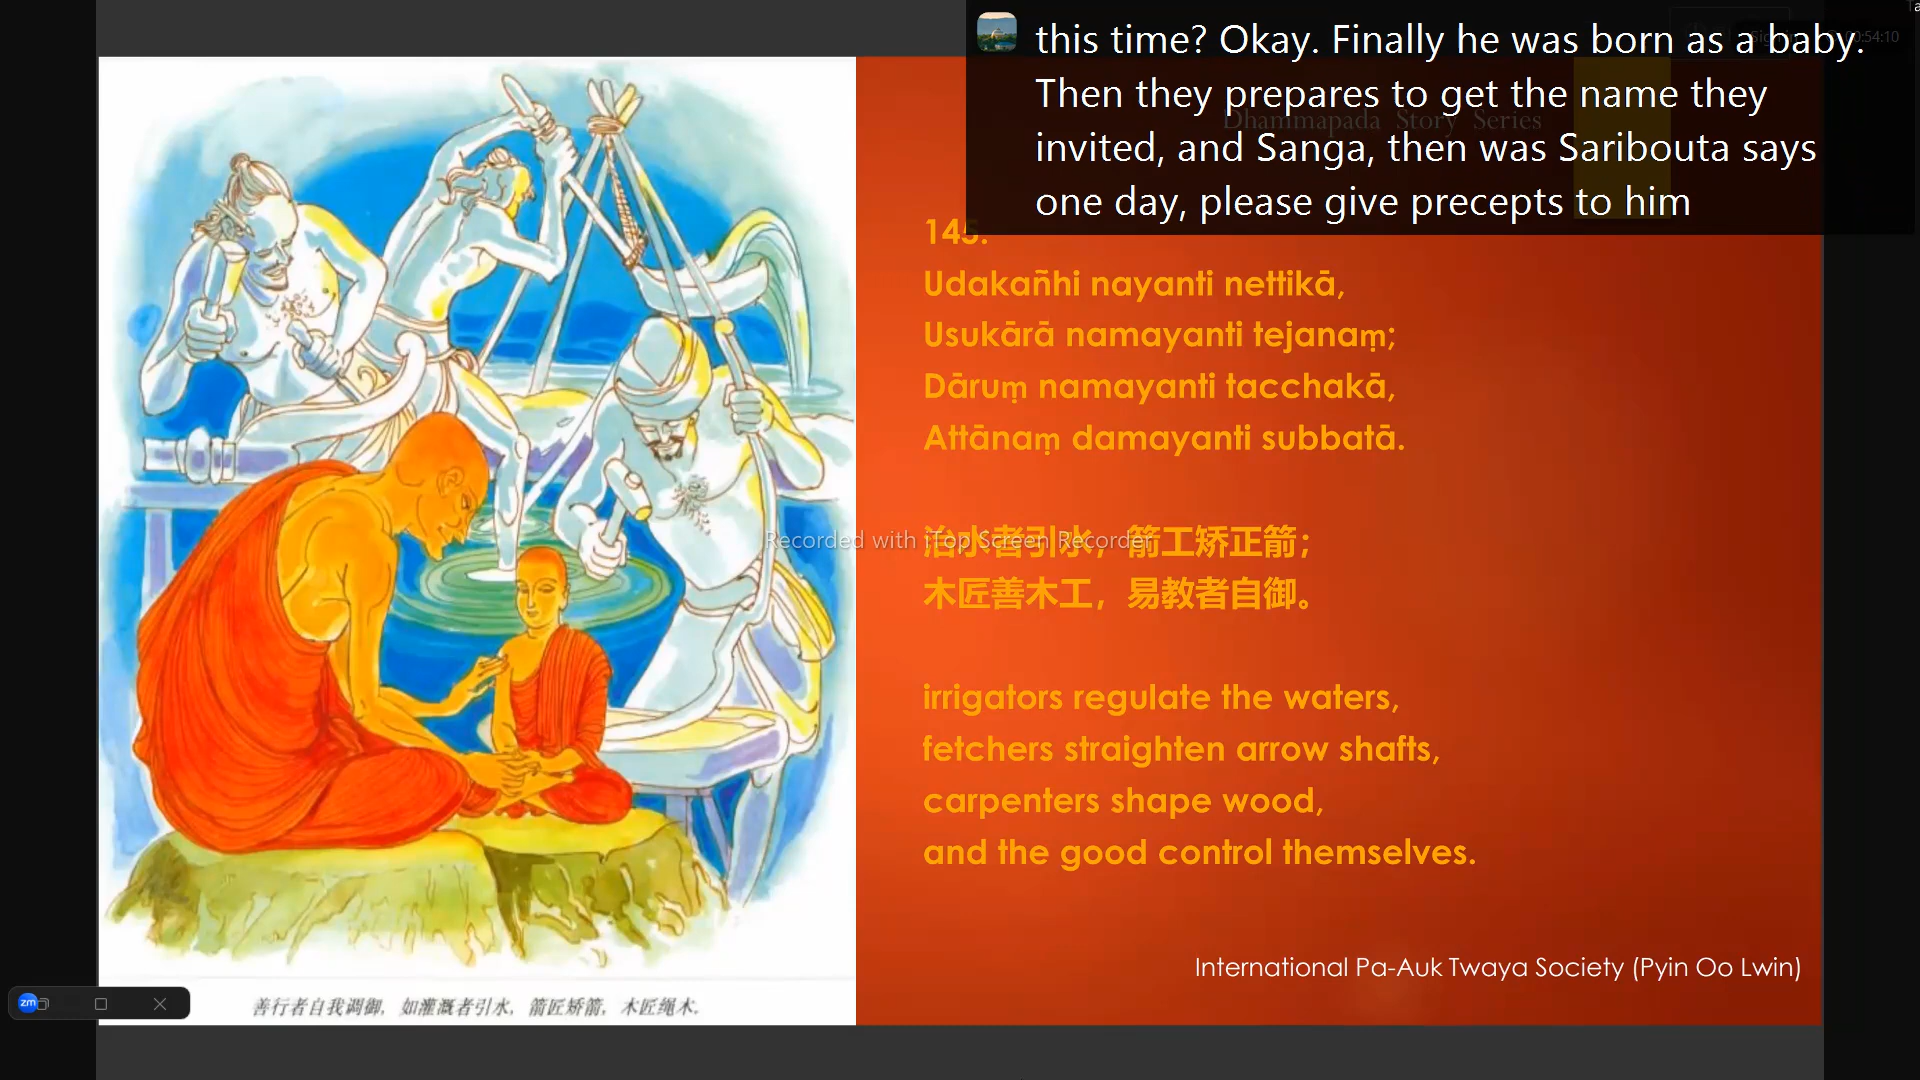 this time? Okay. Finally he was born as a baby.
Then they prepares to get the name they
invited, and Sanga, then was Saribouta says
one day, please give precepts to him
54:10
Dhammapada Story Series
145.
Udakañhi nayanti nettikā,
Usukārā namayanti tejanaṃ;
Dāruṃ namayanti tacchakā,
Attānaṃ damayanti subbatā.
治水者引水，箭工矫正箭；
木匠善木工，易教者自御。
Recorded with iTop Screen Recorder
irrigators regulate the waters,
fetchers straighten arrow shafts,
carpenters shape wood,
and the good control themselves.
International Pa-Auk Twaya Society (Pyin Oo Lwin)
zm
善行者自我调御，如灌溉者引水，箭匠矫箭，木匠绳木.